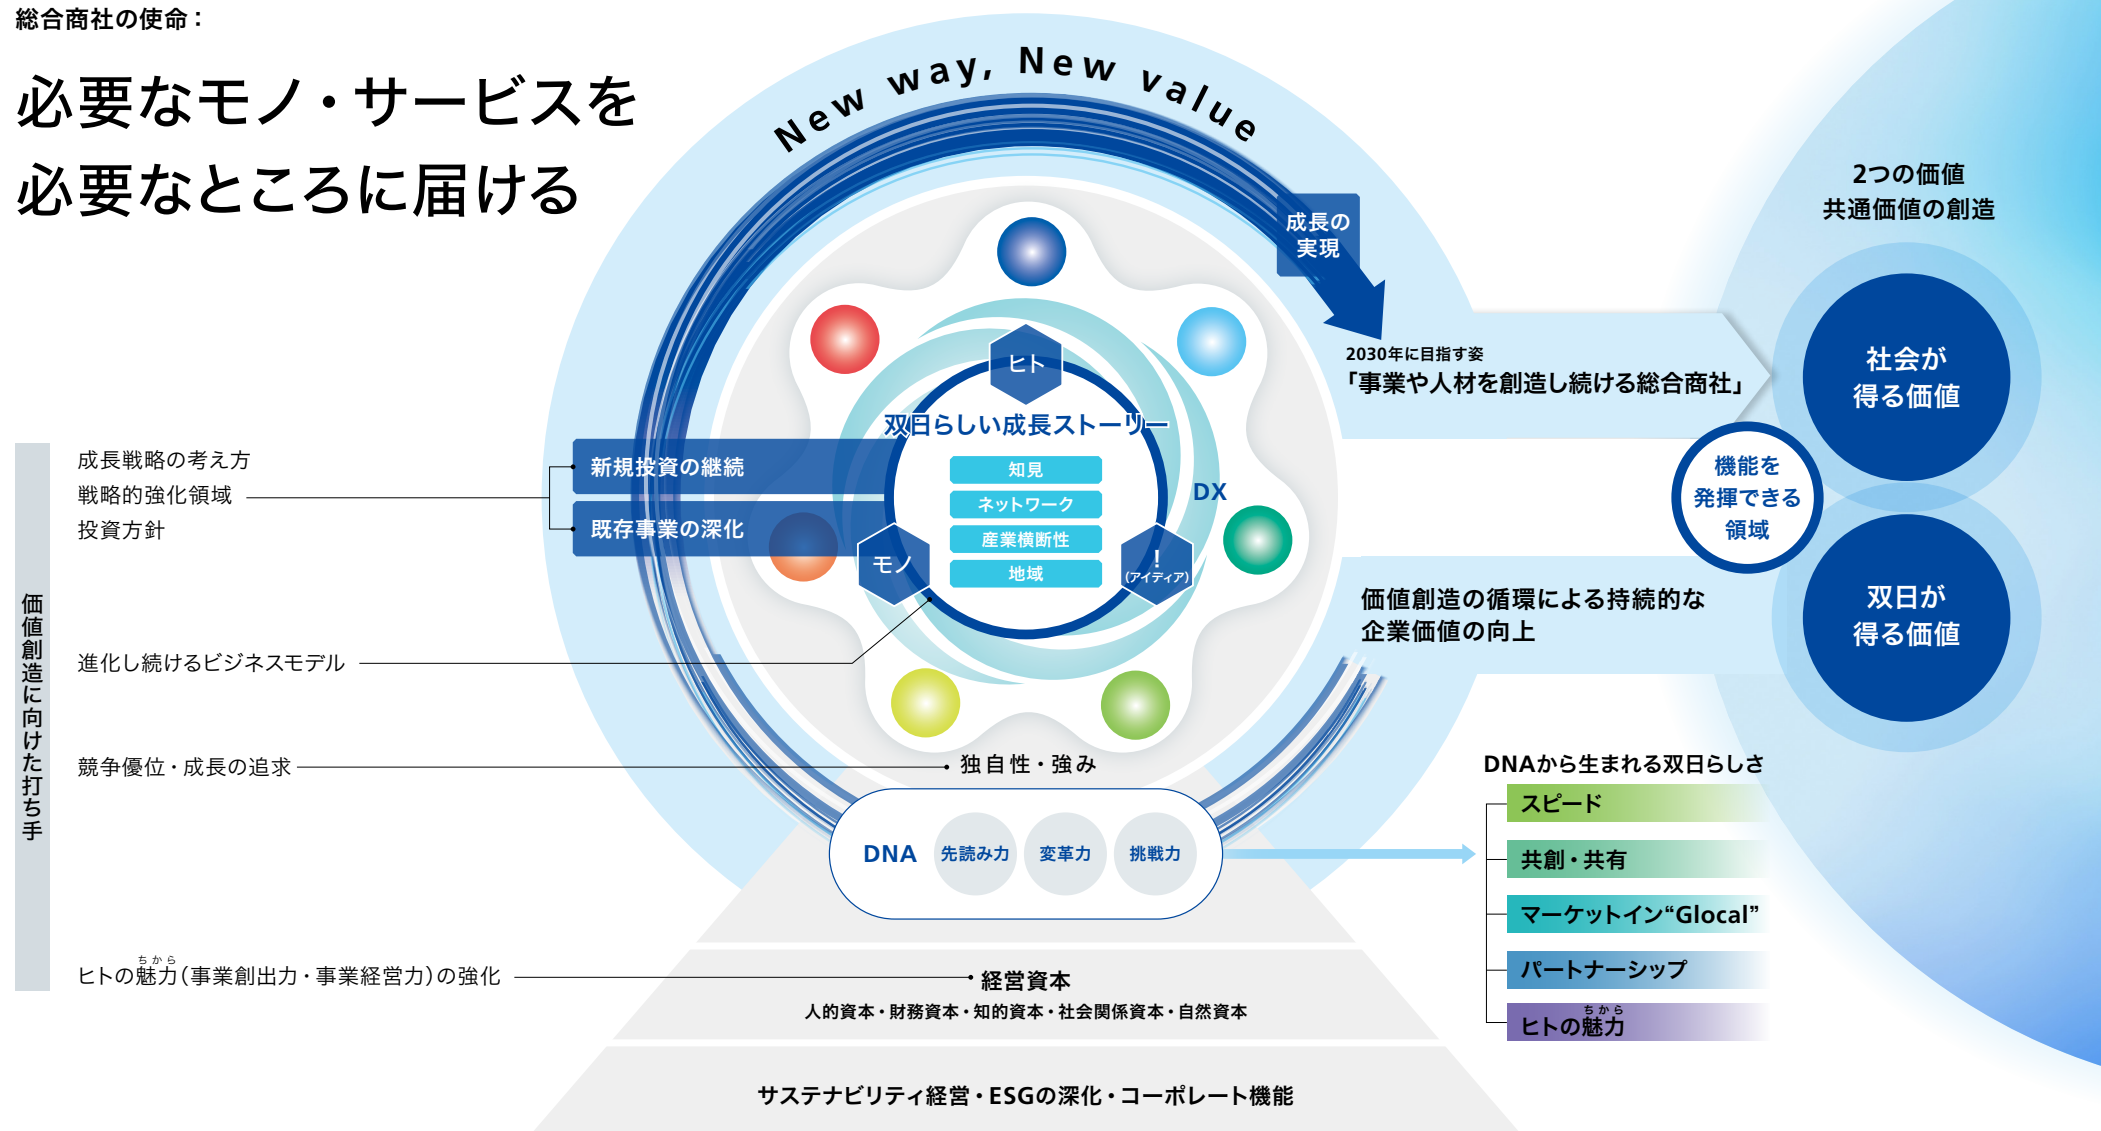 総合商社の使命：
必要なモノ・サービスを
必要なところに届ける
New way, New value
成長の
実現
2030年に目指す姿
「事業や人材を創造し続ける総合商社」
2つの価値
共通価値の創造
社会が
得る価値
機能を
発揮できる
領域
双日が
得る価値
価値創造の循環による持続的な
企業価値の向上
ヒト
双日らしい成長ストーリー
知見
ネットワーク
産業横断性
地域
DX
モノ
！
（アイディア）
新規投資の継続
既存事業の深化
価値創造に向けた打ち手
成長戦略の考え方
戦略的強化領域
投資方針
進化し続けるビジネスモデル
競争優位・成長の追求
独自性・強み
DNA 先読み力 変革力 挑戦力
ちから
ヒトの魅力（事業創出力・事業経営力）の強化
経営資本
人的資本・財務資本・知的資本・社会関係資本・自然資本
サステナビリティ経営・ESGの深化・コーポレート機能
DNAから生まれる双日らしさ
スピード
共創・共有
マーケットイン“Glocal”
パートナーシップ
ちから
ヒトの魅力